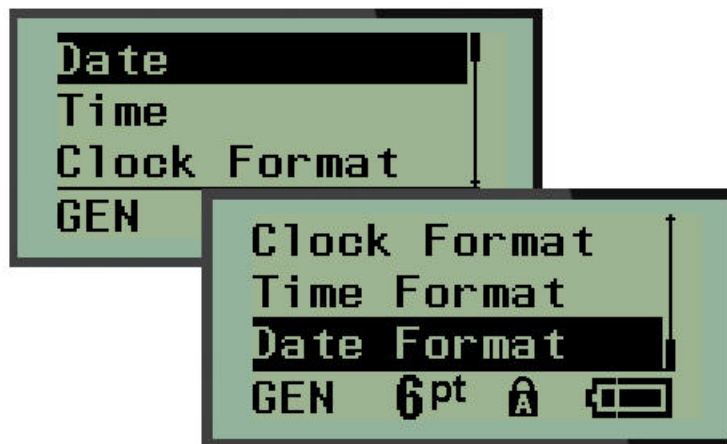 Date
Time
Clock Format
GEN
Clock Format
Time Format
Date Format
GEN 6pt A